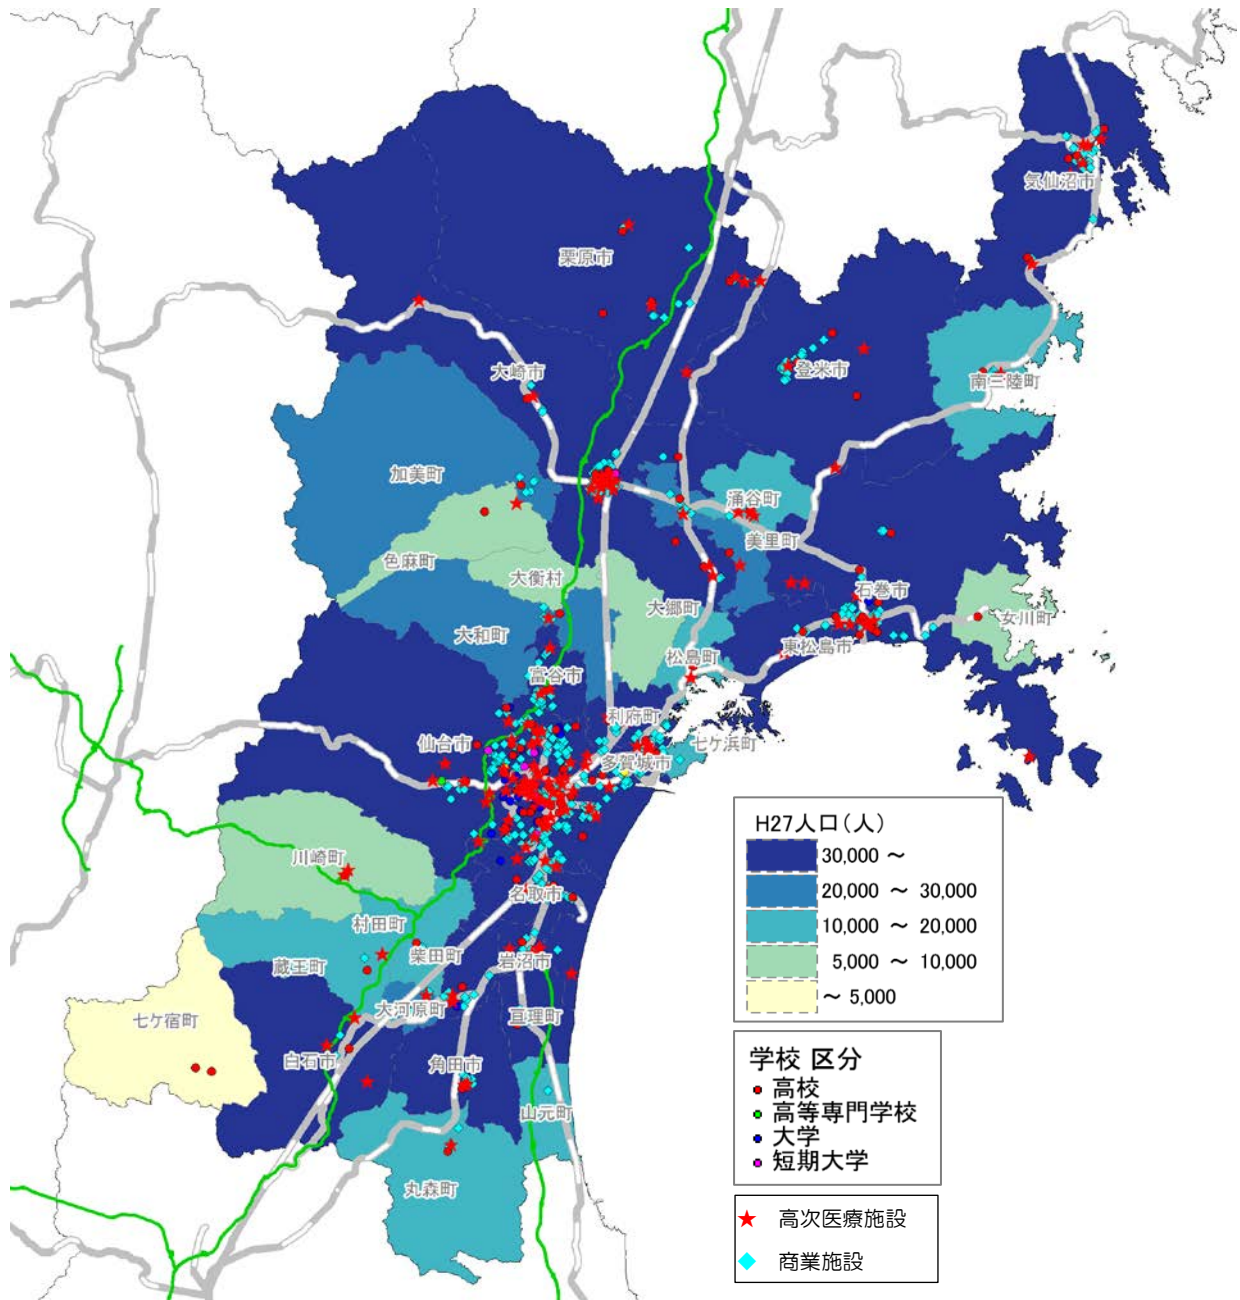 気仙沼市
栗原市
大崎市
登米市
南三陸町
加美町
涌谷町
美里町
色麻町
大衡村
石巻市
大郷町
女川町
大和町
東松島市
松島町
富谷市
利府町
仙台市
七ケ浜町
多賀城市
川崎町
名取市
村田町
柴田町
岩沼市
蔵王町
大河原町
亘理町
七ケ宿町
白石市
角田市
山元町
丸森町
H27人口(人)
30,000 ~
20,000 ~ 30,000
10,000 ~ 20,000
5,000 ~ 10,000
~ 5,000
学校 区分
高校
高等専門学校
大学
短期大学
高次医療施設
商業施設